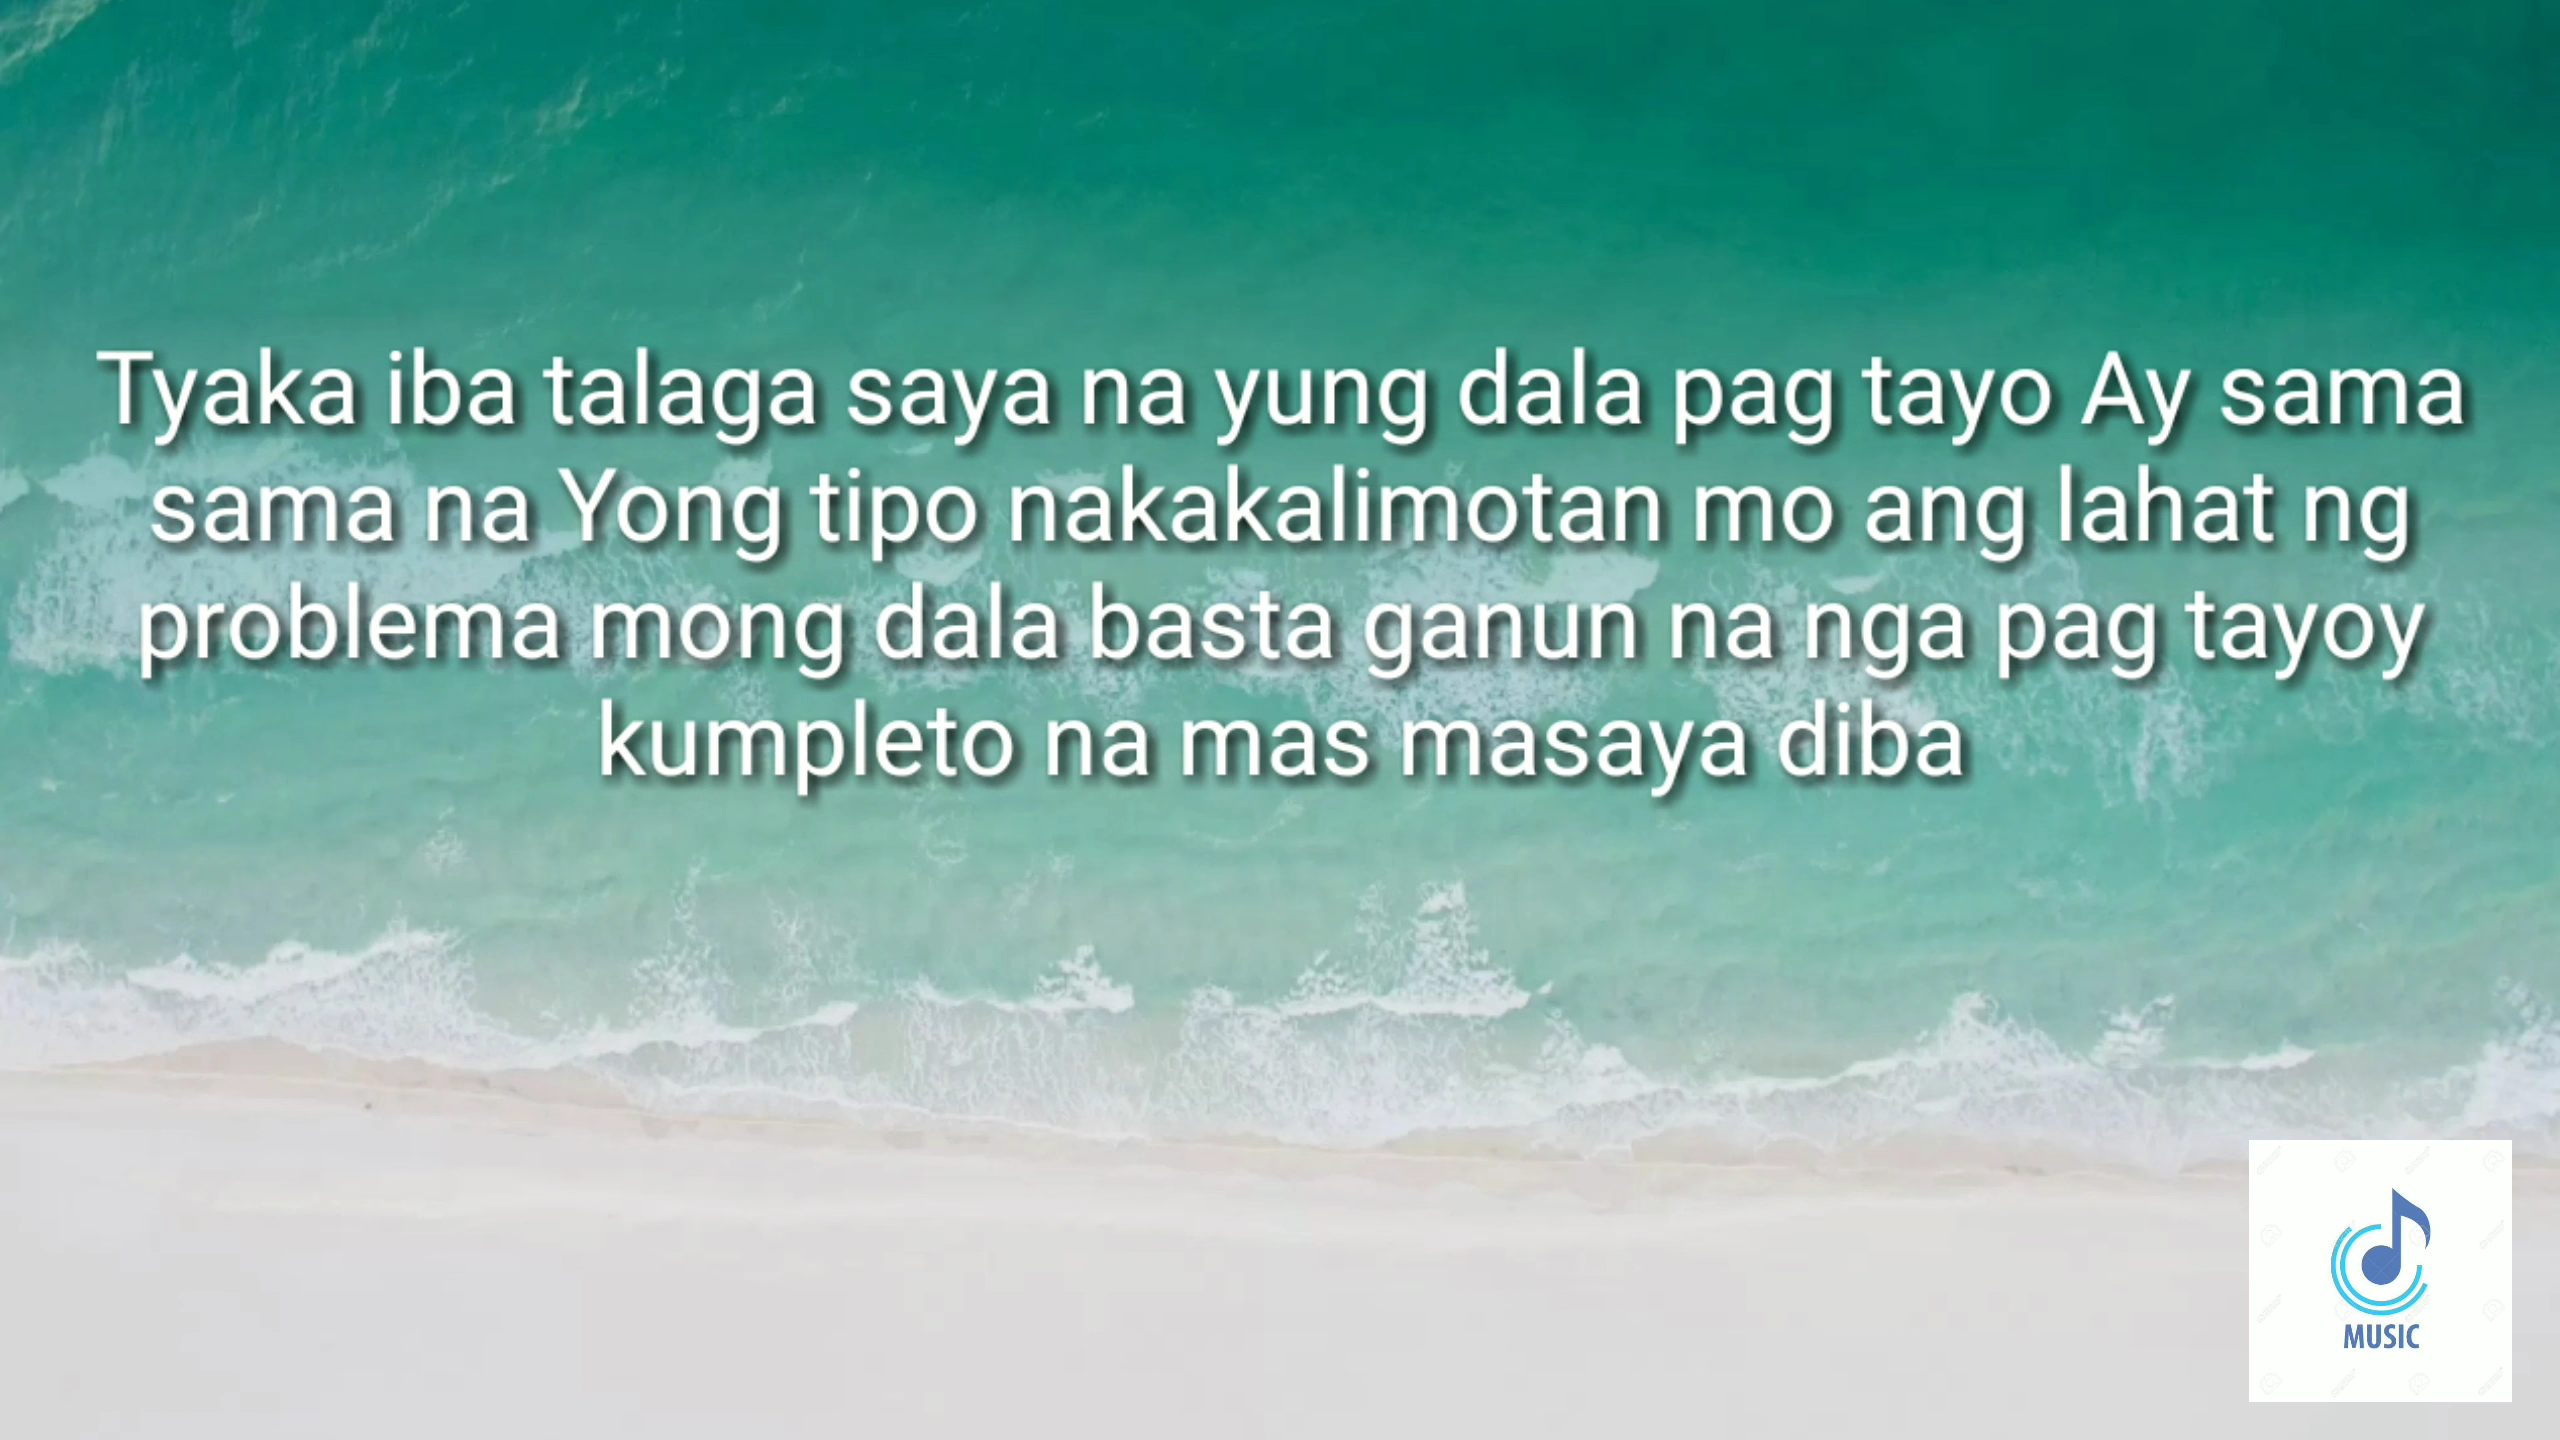 Tyaka iba talaga saya na yung dala pag tayo Ay sama
sama na Yong tipo nakakalimotan mo ang lahat ng
problema mong dala basta ganun na nga pag tayoy
kumpleto na mas masaya diba
MUSIC